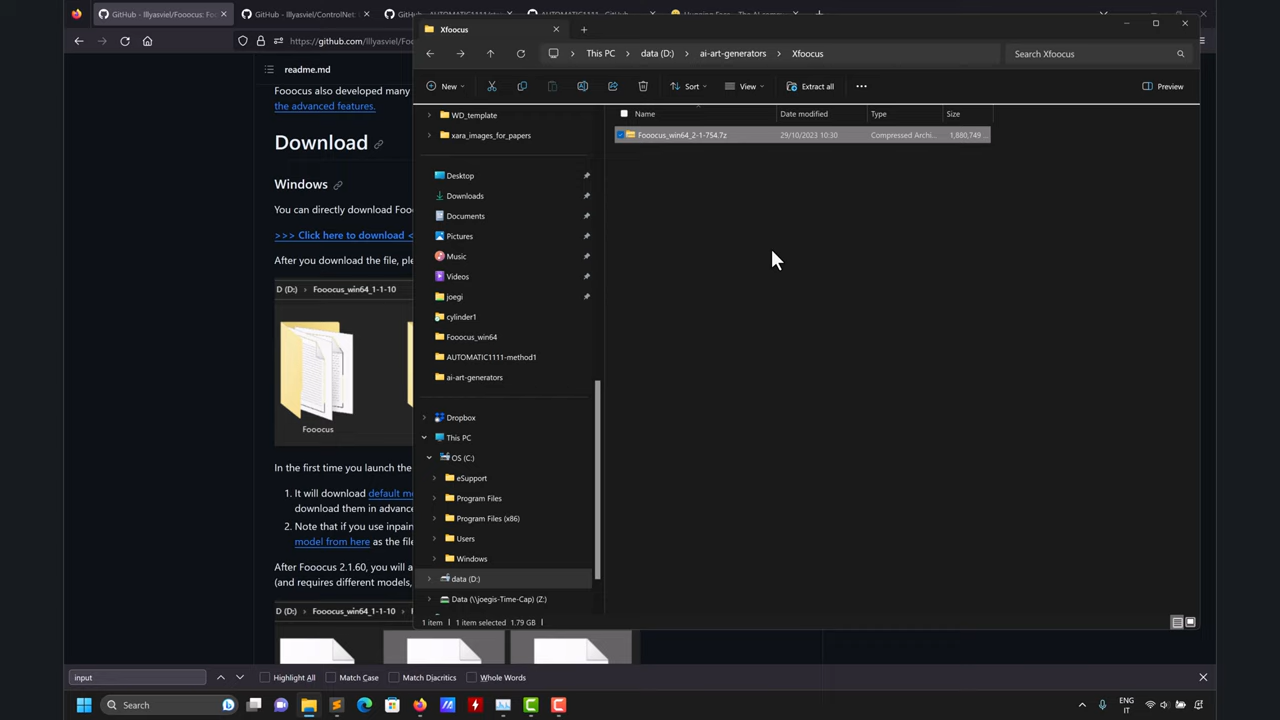 GitHub - lllyasviel/Fooocus: Fo
GitHub - lllyasviel/ControlNet:
Xfoocus
https://github.com/lllyasviel/Fo
This PC
data (D:)
ai-art-generators
Xfoocus
Search Xfoocus
New
Sort
View
Extract all
Preview
readme.md
Fooocus also developed many
the advanced features.
Download
Windows
You can directly download Foo
>>> Click here to download <
After you download the file, ple
D (D:) > Fooocus_win64_1-1-10
Fooocus
In the first time you launch the
1. It will download default mo
download them in advance
2. Note that if you use inpain
model from here as the file
After Fooocus 2.1.60, you will a
(and requires different models,
D (D:) > Fooocus_win64_1-1-10
WD_template
xara_images_for_papers
Desktop
Downloads
Documents
Pictures
Music
Videos
joegi
cylinder1
Fooocus_win64
AUTOMATIC1111-method1
ai-art-generators
Dropbox
This PC
OS (C:)
eSupport
Program Files
Program Files (x86)
Users
Windows
data (D:)
Data (\\joegis-Time-Cap) (Z:)
Name
Date modified
Type
Size
Fooocus_win64_2-1-754.7z
29/10/2023 10:30
Compressed Archi...
1,880,749 ...
1 item
1 item selected 1.79 GB
input
Highlight All
Match Case
Match Diacritics
Whole Words
Search
ENG
IT